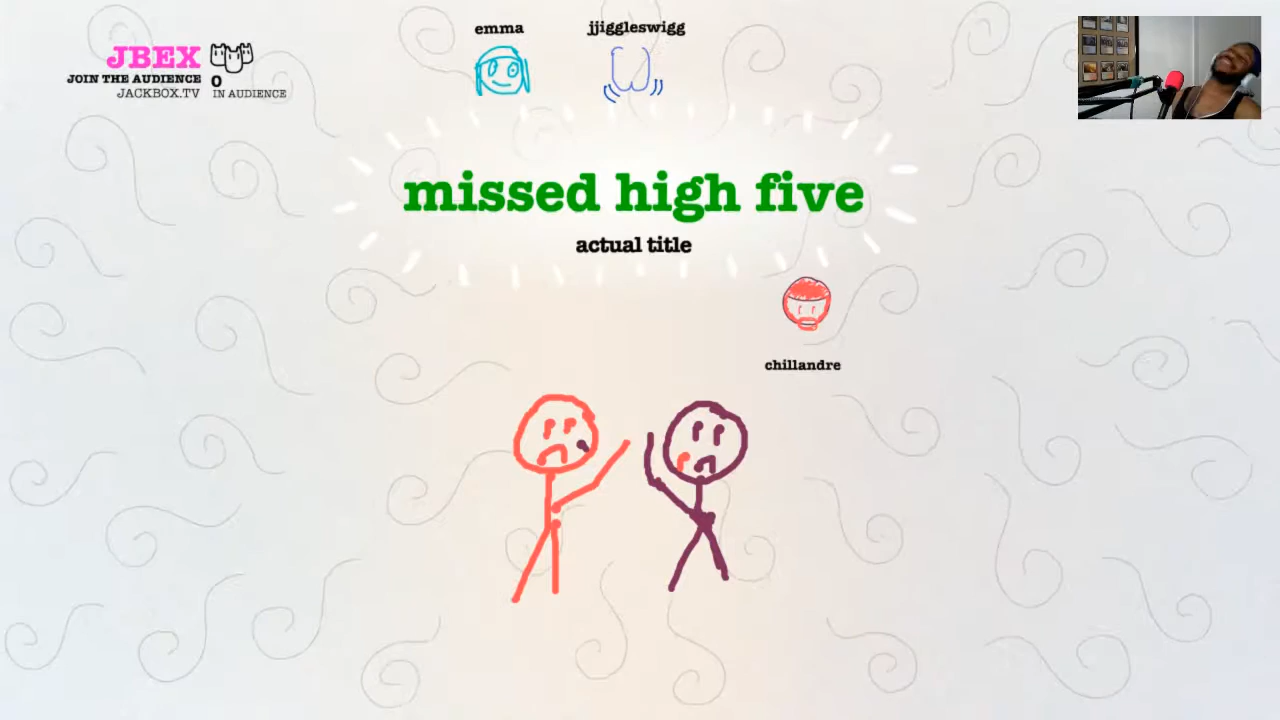 emma
jjiggleswigg
JBEX
JOIN THE AUDIENCE
JACKBOX.TV
0
IN AUDIENCE
missed high five
actual title
chillandre